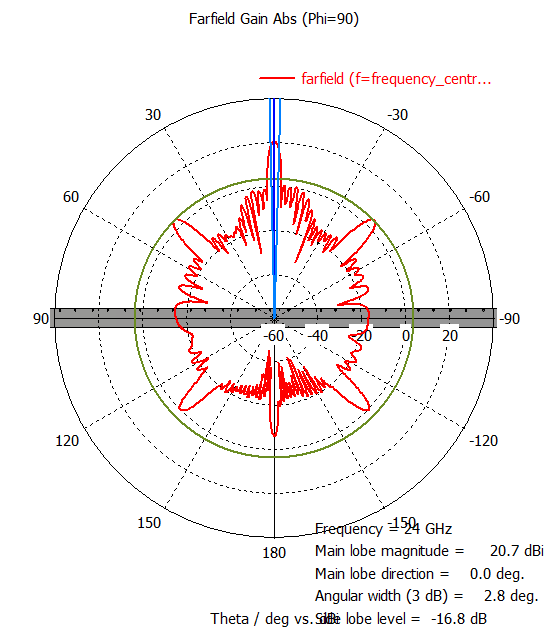 Farfield Gain Abs (Phi=90)
farfield (f=frequency_centr...
30
-30
60
-60
90
-90
-60
-40
-20
0
20
120
-120
150
-150
180
Frequency = 24 GHz
Main lobe magnitude = 20.7 dBi
Main lobe direction = 0.0 deg.
Angular width (3 dB) = 2.8 deg.
Theta / deg vs. dBi
Side lobe level = -16.8 dB